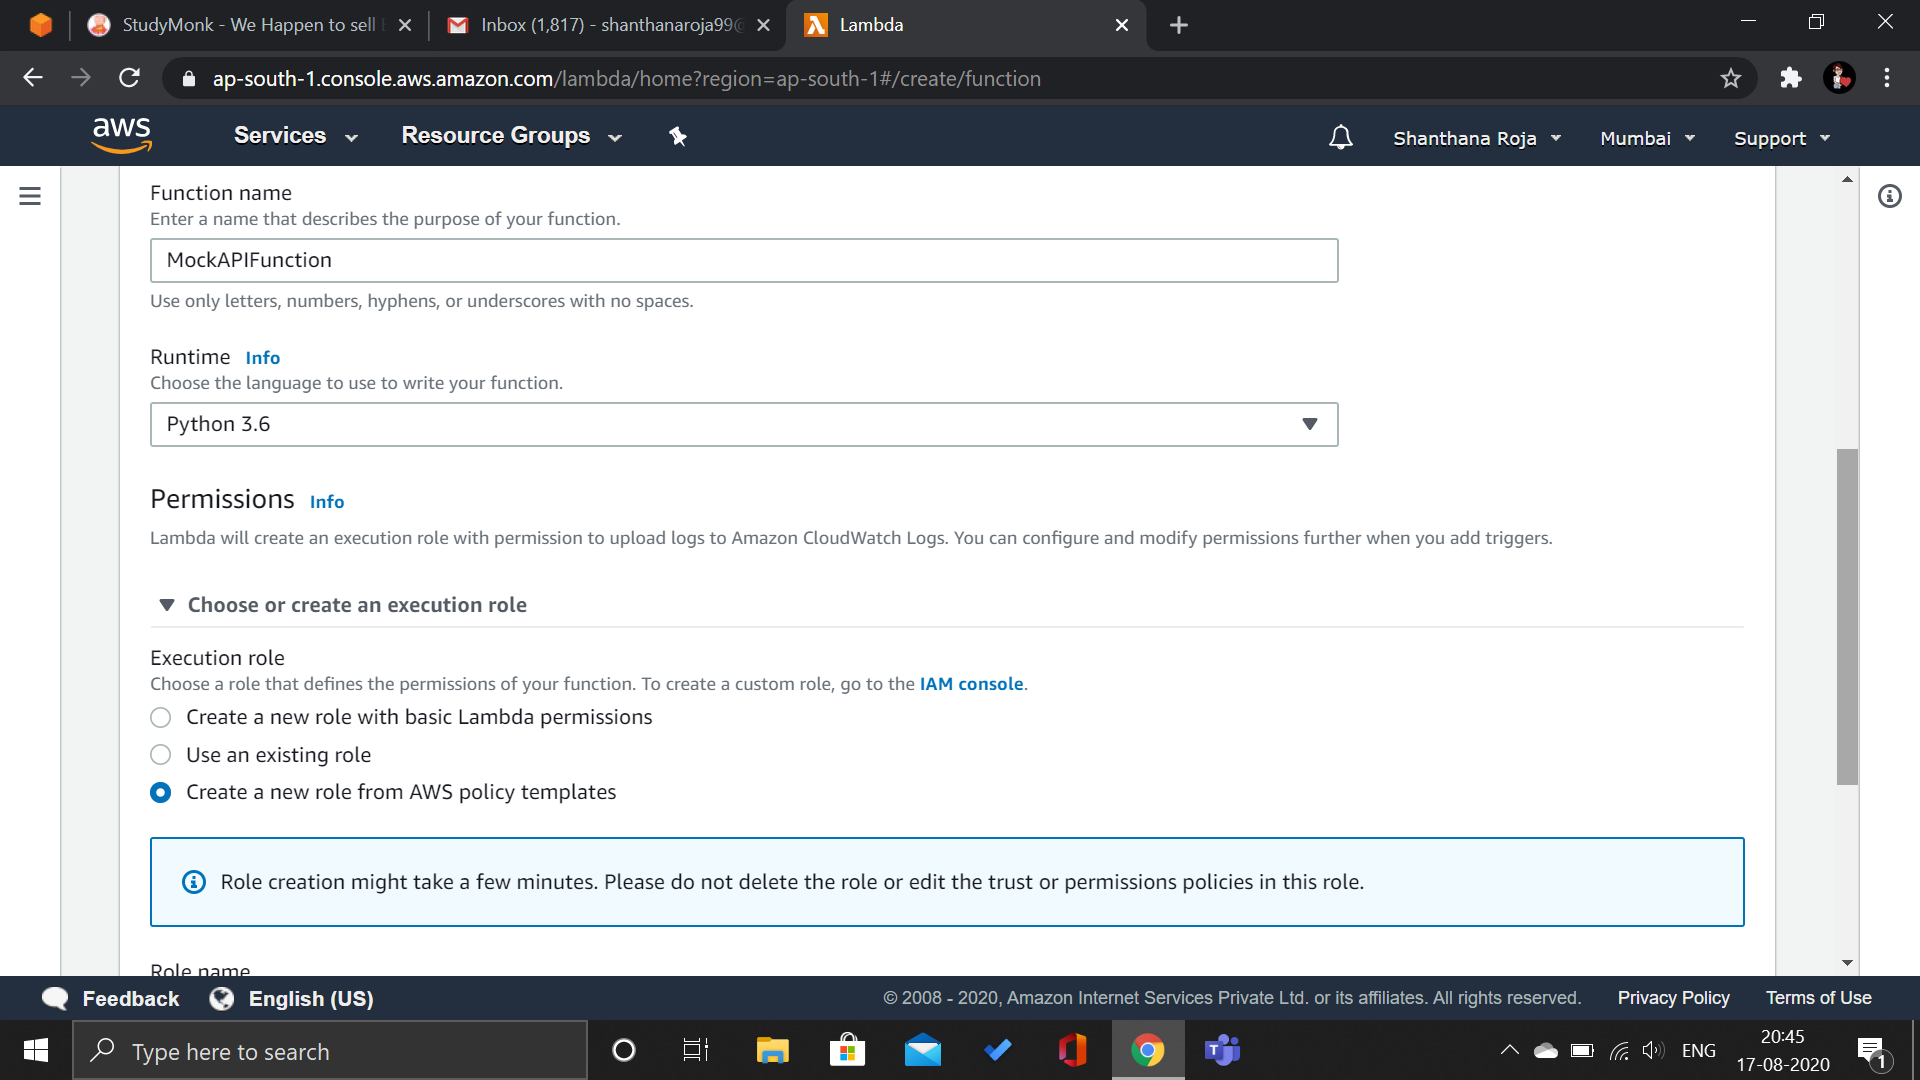 StudyMonk - We Happen to sell
Inbox (1,817) - shanthanaroja99@
Lambda
ap-south-1.console.aws.amazon.com/lambda/home?region=ap-south-1#/create/function
aws
Services
Resource Groups
Shanthana Roja
Mumbai
Support
Function name
Enter a name that describes the purpose of your function.
MockAPIFunction
Use only letters, numbers, hyphens, or underscores with no spaces.
Runtime Info
Choose the language to use to write your function.
Python 3.6
Permissions Info
Lambda will create an execution role with permission to upload logs to Amazon CloudWatch Logs. You can configure and modify permissions further when you add triggers.
Choose or create an execution role
Execution role
Choose a role that defines the permissions of your function. To create a custom role, go to the IAM console.
Create a new role with basic Lambda permissions
Use an existing role
Create a new role from AWS policy templates
Role creation might take a few minutes. Please do not delete the role or edit the trust or permissions policies in this role.
Role name
Feedback
English (US)
© 2008 - 2020, Amazon Internet Services Private Ltd. or its affiliates. All rights reserved.
Privacy Policy
Terms of Use
Type here to search
ENG
20:45
17-08-2020
1